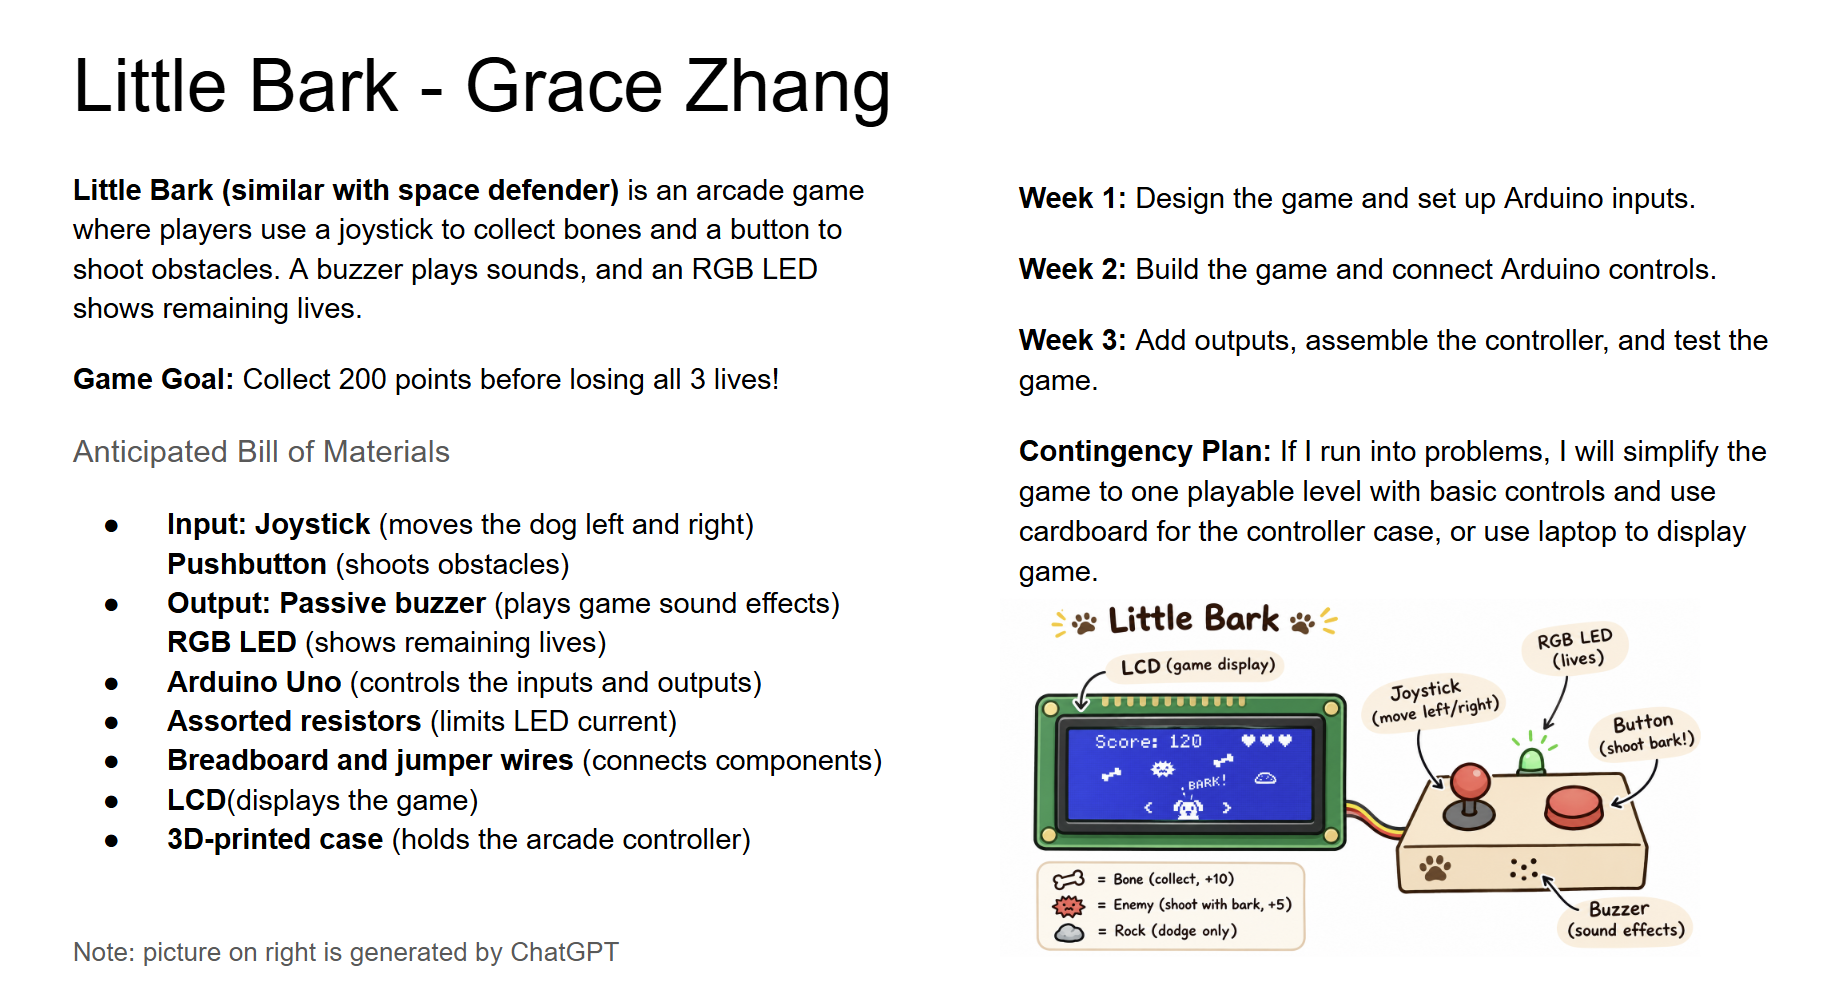 Little Bark - Grace Zhang
Little Bark (similar with space defender) is an arcade game
where players use a joystick to collect bones and a button to
shoot obstacles. A buzzer plays sounds, and an RGB LED
shows remaining lives.
Game Goal: Collect 200 points before losing all 3 lives!
Anticipated Bill of Materials
● Input: Joystick (moves the dog left and right)
Pushbutton (shoots obstacles)
● Output: Passive buzzer (plays game sound effects)
RGB LED (shows remaining lives)
● Arduino Uno (controls the inputs and outputs)
● Assorted resistors (limits LED current)
● Breadboard and jumper wires (connects components)
● LCD(displays the game)
● 3D-printed case (holds the arcade controller)
Note: picture on right is generated by ChatGPT
Week 1: Design the game and set up Arduino inputs.
Week 2: Build the game and connect Arduino controls.
Week 3: Add outputs, assemble the controller, and test the
game.
Contingency Plan: If I run into problems, I will simplify the
game to one playable level with basic controls and use
cardboard for the controller case, or use laptop to display
game.
Little Bark
LCD (game display)
Score: 120
BARK!
< >
RGB LED
(lives)
Joystick
(move left/right)
Button
(shoot bark!)
= Bone (collect, +10)
= Enemy (shoot with bark, +5)
= Rock (dodge only)
Buzzer
(sound effects)